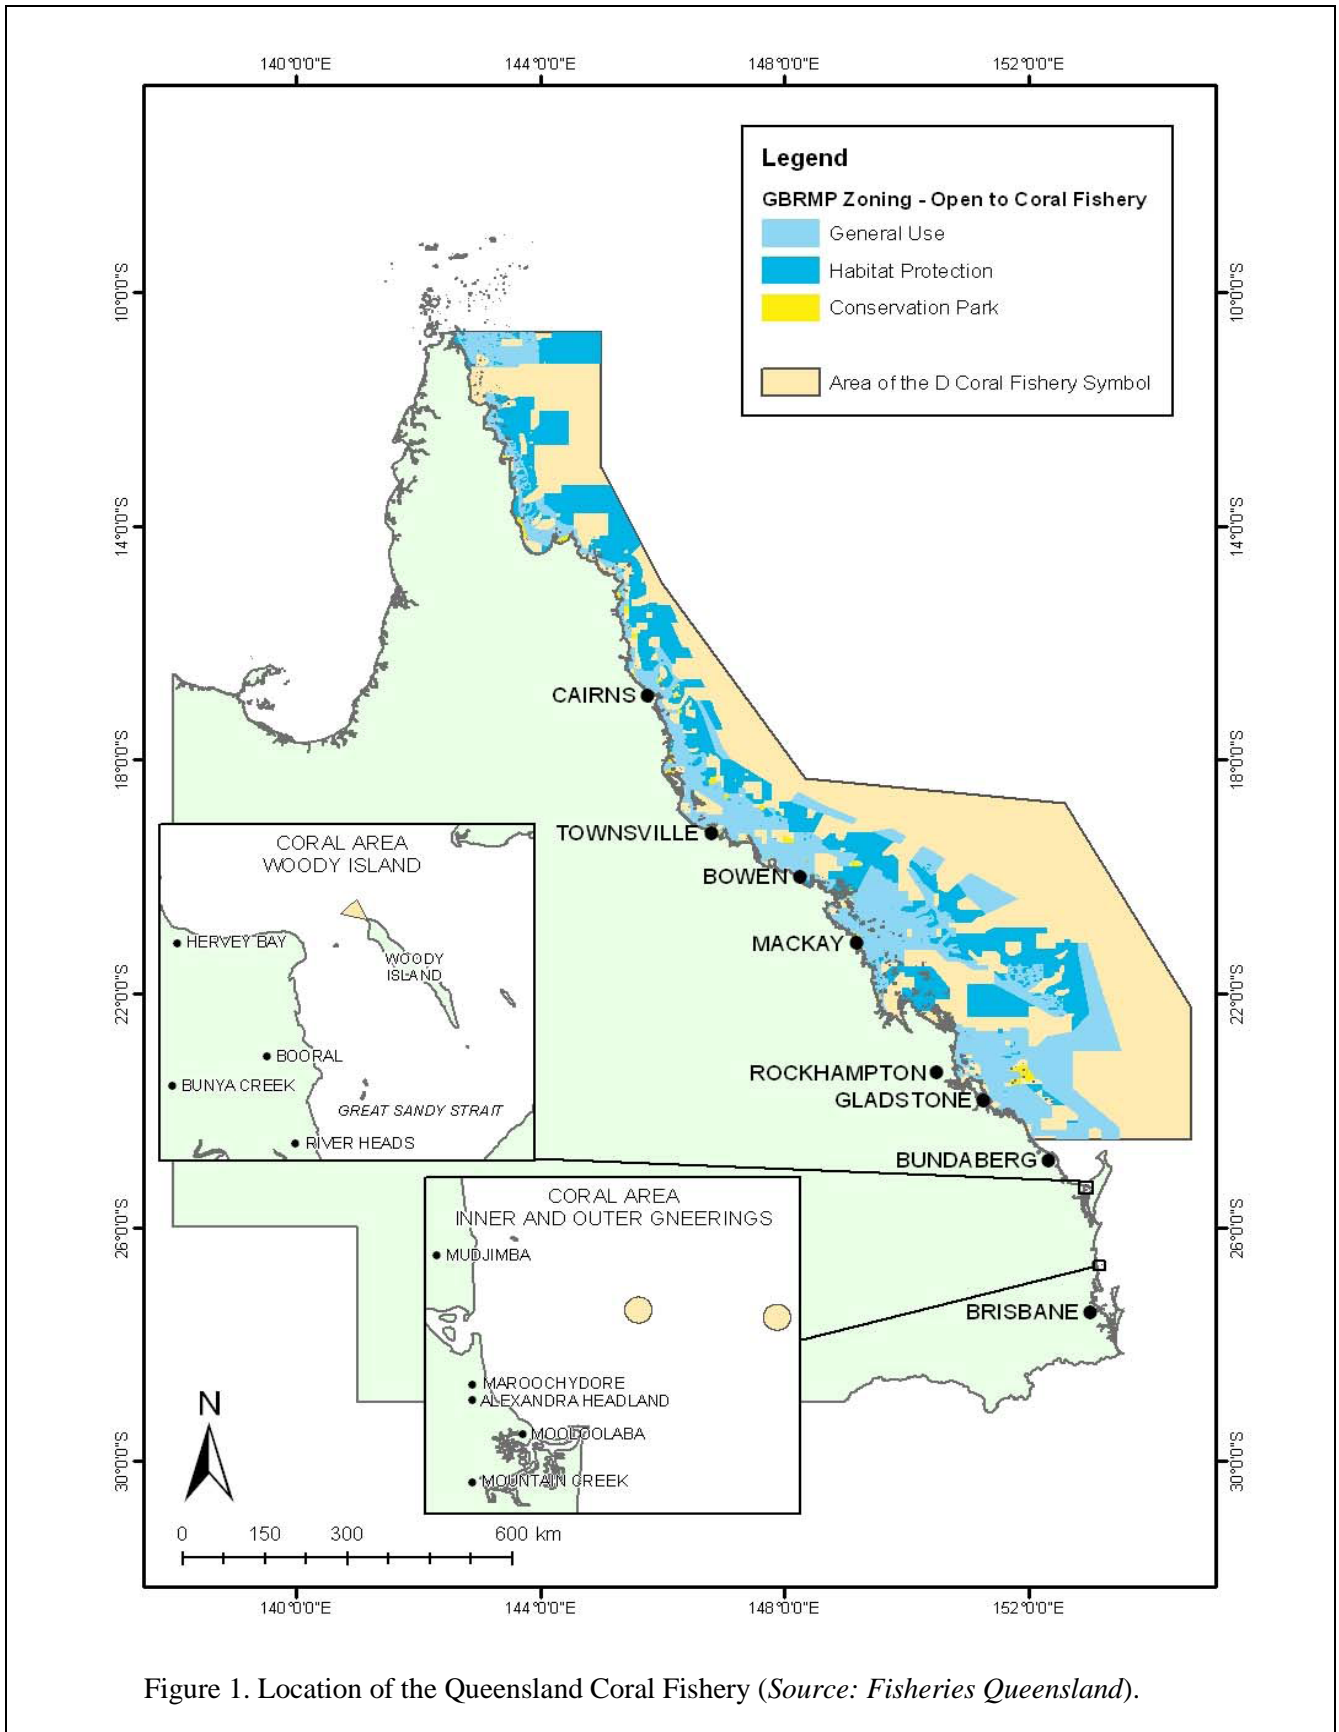 140°0'0"E
144°0'0"E
148°0'0"E
152°0'0"E
Legend
GBRMP Zoning - Open to Coral Fishery
General Use
Habitat Protection
Conservation Park
Area of the D Coral Fishery Symbol
10°0'0"S
10°0'0"S
14°0'0"S
14°0'0"S
CAIRNS
18°0'0"S
18°0'0"S
TOWNSVILLE
BOWEN
MACKAY
22°0'0"S
22°0'0"S
ROCKHAMPTON
GLADSTONE
BUNDABERG
26°0'0"S
26°0'0"S
BRISBANE
30°0'0"S
30°0'0"S
CORAL AREA
WOODY ISLAND
HERVEY BAY
WOODY
ISLAND
BOORAL
BUNYA CREEK
GREAT SANDY STRAIT
RIVER HEADS
CORAL AREA
INNER AND OUTER GNEERINGS
MUDJIMBA
MAROOCHYDORE
ALEXANDRA HEADLAND
MOOLOOLABA
MOUNTAIN CREEK
N
0 150 300 600 km
140°0'0"E
144°0'0"E
148°0'0"E
152°0'0"E
Figure 1. Location of the Queensland Coral Fishery (Source: Fisheries Queensland).